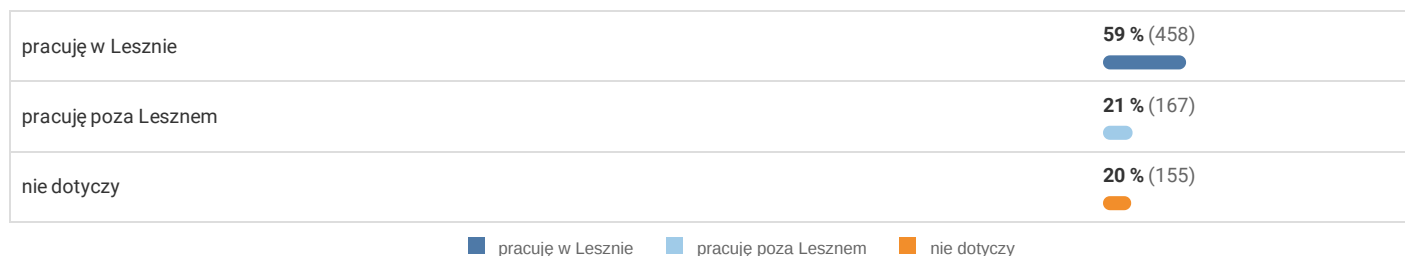 pracuję w Lesznie 59 % (458)
pracuję poza Lesznem 21 % (167)
nie dotyczy 20 % (155)
pracuję w Lesznie pracuję poza Lesznem nie dotyczy